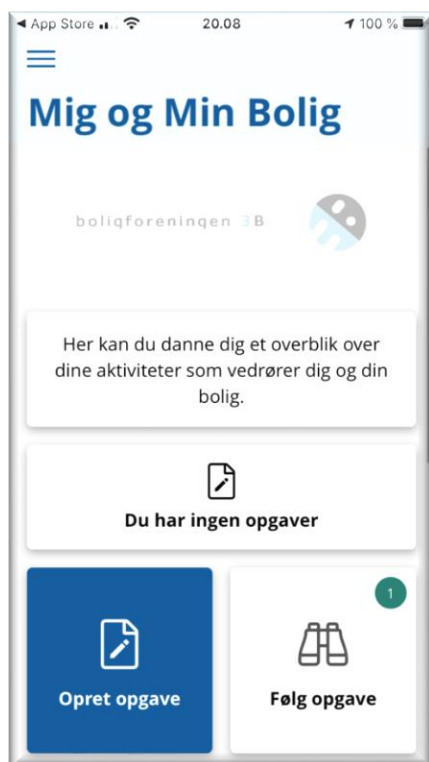 App Store
20.08
100 %
Mig og Min Bolig
boligforeningen 3B
Her kan du danne dig et overblik over
dine aktiviteter som vedrører dig og din
bolig.
Du har ingen opgaver
1
Opret opgave
Følg opgave